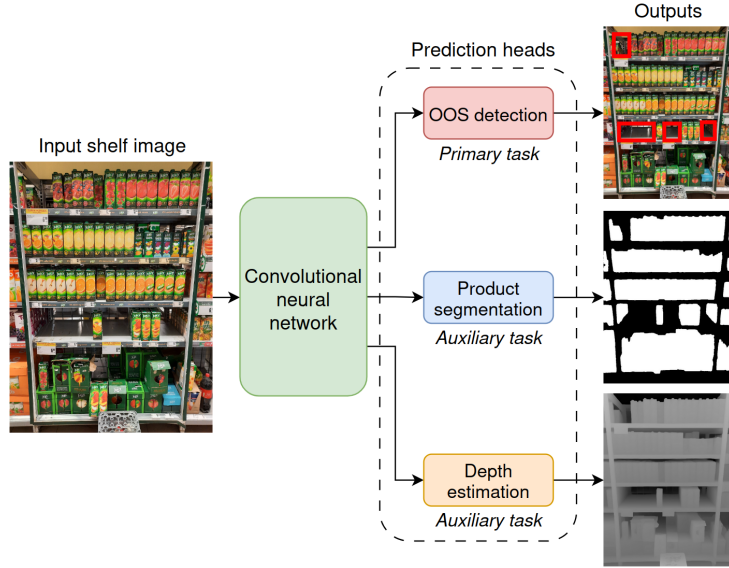 Outputs
Prediction heads
OOS detection
Primary task
Input shelf image
Convolutional
neural
network
Product
segmentation
Auxiliary task
Depth
estimation
Auxiliary task